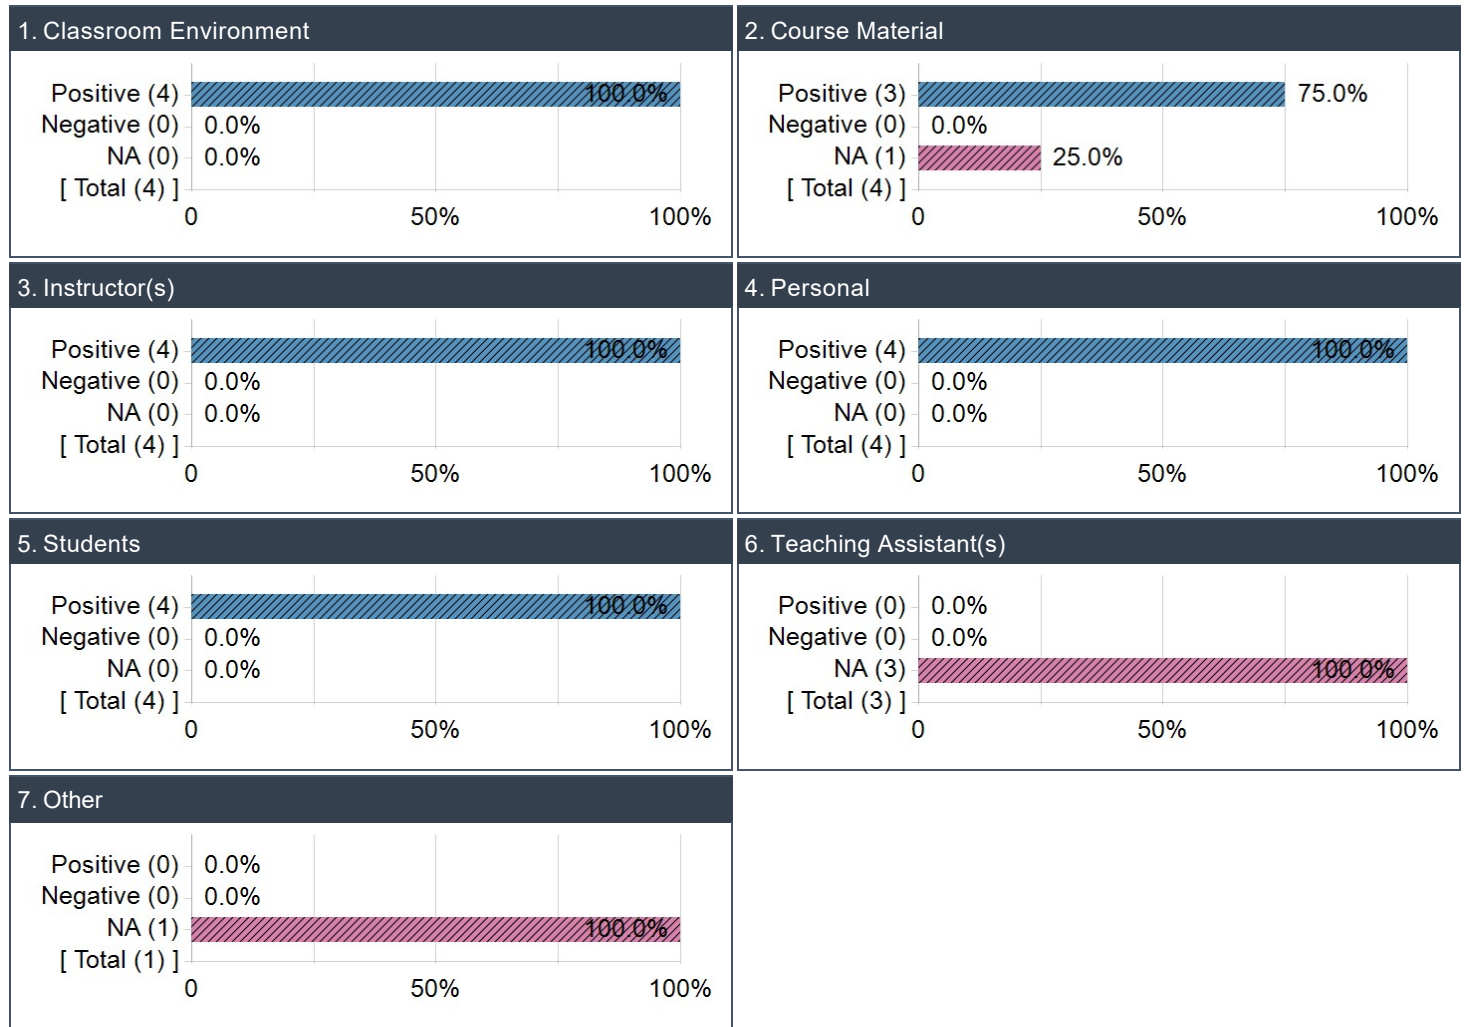 1. Classroom Environment
Positive (4) 100.0%
Negative (0) 0.0%
NA (0) 0.0%
[ Total (4) ]
0 50% 100%
2. Course Material
Positive (3) 75.0%
Negative (0) 0.0%
NA (1) 25.0%
[ Total (4) ]
0 50% 100%
3. Instructor(s)
Positive (4) 100.0%
Negative (0) 0.0%
NA (0) 0.0%
[ Total (4) ]
0 50% 100%
4. Personal
Positive (4) 100.0%
Negative (0) 0.0%
NA (0) 0.0%
[ Total (4) ]
0 50% 100%
5. Students
Positive (4) 100.0%
Negative (0) 0.0%
NA (0) 0.0%
[ Total (4) ]
0 50% 100%
6. Teaching Assistant(s)
Positive (0) 0.0%
Negative (0) 0.0%
NA (3) 100.0%
[ Total (3) ]
0 50% 100%
7. Other
Positive (0) 0.0%
Negative (0) 0.0%
NA (1) 100.0%
[ Total (1) ]
0 50% 100%